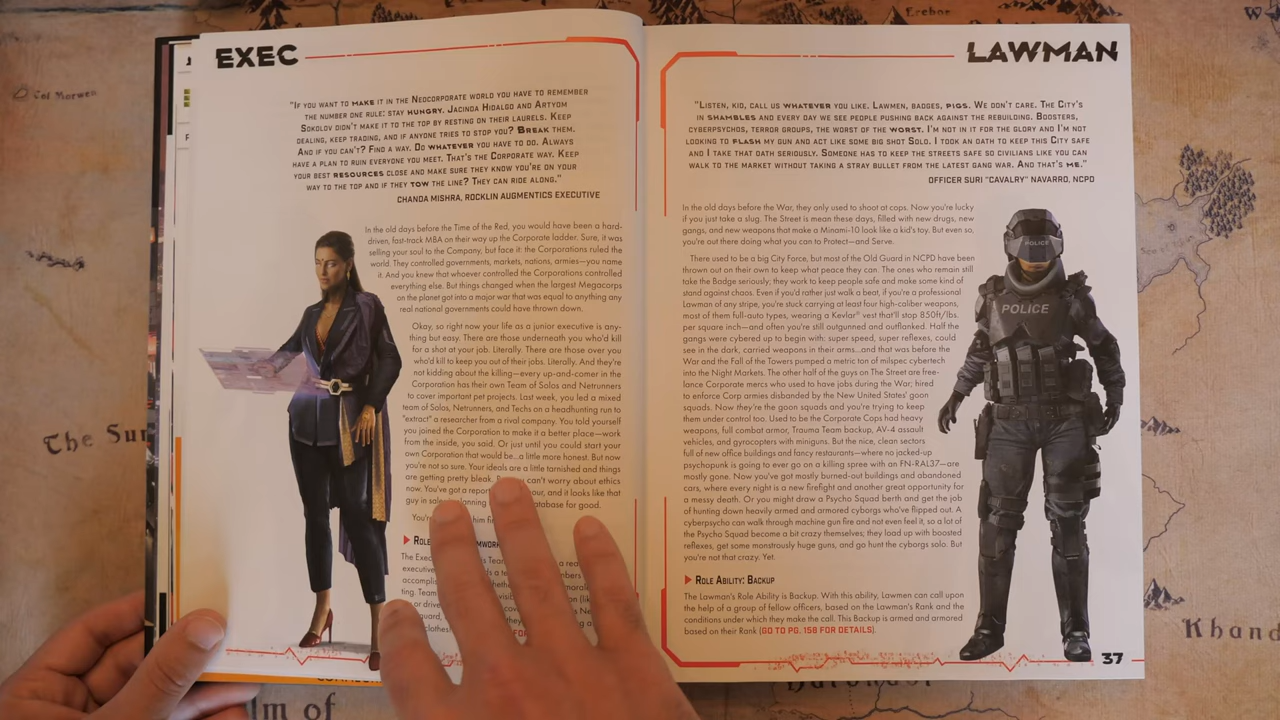 EXEC
"If you want to make it in the Neocorporate world you have to remember
the number one rule: stay hungry. Jacinda Hidalgo and Artyom
Sokolov didn't make it to the top by resting on their laurels. Keep
dealing, keep trading, and if anyone tries to stop you? Break them.
And if you can't? Find a way. Do whatever you have to do. Always
have a plan to ruin everyone you meet. That's the Corporate way. Keep
your best resources close and make sure they know you're on your
way to the top and if they tow the line? They can ride along."
Chanda Mishra, Rocklin Augmentics Executive
In the old days before the Time of the Red, you would have been a hard-
driven, fast-track MBA on their way up the Corporate ladder. Sure, it was
selling your soul to the Company, but face it: the Corporations ruled the
world. They controlled governments, markets, nations, armies—you name
it. And you knew that whoever controlled the Corporations controlled
everything else. But things changed when the largest Megacorps
on the planet got into a major war that was equal to anything any
real national governments could have thrown down.
Okay, so right now your life as a junior executive is any-
thing but easy. There are those underneath you who'd kill
for a shot at your job. Literally. There are those over you
who'd kill to keep you out of their jobs. Literally. And they're
not kidding about the killing—every up-and-comer in the
Corporation has their own Team of Solos and Netrunners
to cover important pet projects. Last week, you led a mixed
team of Solos, Netrunners, and Techs on a headhunting run to
"extract" a researcher from a rival company. You told yourself
you joined the Corporation to make it a better place—work
from the inside, you said. Or just until you could start your
own Corporation that would be...a little more honest. But now
you're not so sure. Your ideals are a little tarnished and things
are getting pretty bleak. can't worry about ethics
now. You've got a report hour, and it looks like that
guy in sales planning database for good.
him
Role
The Exec
executive
accomplis
ting. Team
or drive
LAWMAN
"Listen, kid, call us whatever you like. Lawmen, badges, pigs. We don't care. The City's
in shambles and every day we see people pushing back against the rebuilding. Boosters,
cyberpsychos, terror groups, the worst of the worst. I'm not in it for the glory and I'm not
looking to flash my gun and act like some big shot Solo. I took an oath to keep this City safe
and I take that oath seriously. Someone has to keep the streets safe so civilians like you can
walk to the market without taking a stray bullet from the latest gang war. And that's me."
Officer Suri "Cavalry" Navarro, NCPD
In the old days before the War, they only used to shoot at cops. Now you're lucky
if you just take a slug. The Street is mean these days, filled with new drugs, new
gangs, and new weapons that make a Minami-10 look like a kid's toy. But even so,
you're out there doing what you can to Protect—and Serve.
There used to be a big City Force, but most of the Old Guard in NCPD have been
thrown out on their own to keep what peace they can. The ones who remain still
take the Badge seriously; they work to keep people safe and make some kind of
stand against chaos. Even if you'd rather just walk a beat, if you're a professional
Lawman of any stripe, you're stuck carrying at least four high-caliber weapons,
most of them full-auto types, wearing a Kevlar® vest that'll stop 850ft/lbs.
per square inch—and often you're still outgunned and outflanked. Half the
gangs were cybered up to begin with: super speed, super reflexes, could
see in the dark, carried weapons in their arms...and that was before the
War and the Fall of the Towers pumped a metric ton of milspec cybertech
into the Night Markets. The other half of the guys on The Street are free-
lance Corporate mercs who used to have jobs during the War; hired
to enforce Corp armies disbanded by the New United States' goon
squads. Now they're the goon squads and you're trying to keep
them under control too. Used to be the Corporate Cops had heavy
weapons, full combat armor, Trauma Team backup, AV-4 assault
vehicles, and gyrocopters with miniguns. But the nice, clean sectors
full of new office buildings and fancy restaurants—where no jacked-up
psychopunk is going to ever go on a killing spree with an FN-RAL37—are
mostly gone. Now you've got mostly burned-out buildings and abandoned
cars, where every night is a new firefight and another great opportunity for
a messy death. Or you might draw a Psycho Squad berth and get the job
of hunting down heavily armed and armored cyborgs who've flipped out. A
cyberpsycho can walk through machine gun fire and not even feel it, so a lot of
the Psycho Squad become a bit crazy themselves; they load up with boosted
reflexes, get some monstrously huge guns, and go hunt the cyborgs solo. But
you're not that crazy. Yet.
Role Ability: Backup
The Lawman's Role Ability is Backup. With this ability, Lawmen can call upon
the help of a group of fellow officers, based on the Lawman's Rank and the
conditions under which they make the call. This Backup is armed and armored
based on their Rank (GO TO PG. 158 FOR DETAILS).
POLICE
POLICE
37
Col Morwen
Erebor
The Sur
Khand
lm of